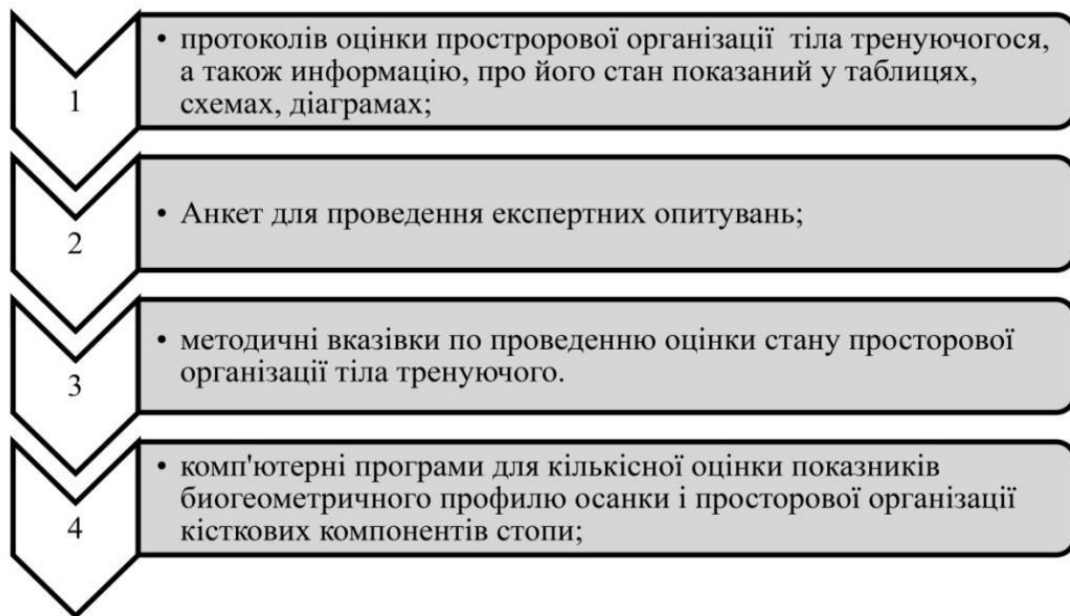 1
• протоколів оцінки прострорової організації тіла тренуючогося,
а також информацію, про його стан показаний у таблицях,
схемах, діаграмах;
2
• Анкет для проведення експертних опитувань;
3
• методичні вказівки по проведенню оцінки стану просторової
організації тіла тренуючого.
4
• комп'ютерні програми для кількісної оцінки показників
биогеометричного профилю осанки і просторової організації
кісткових компонентів стопи;